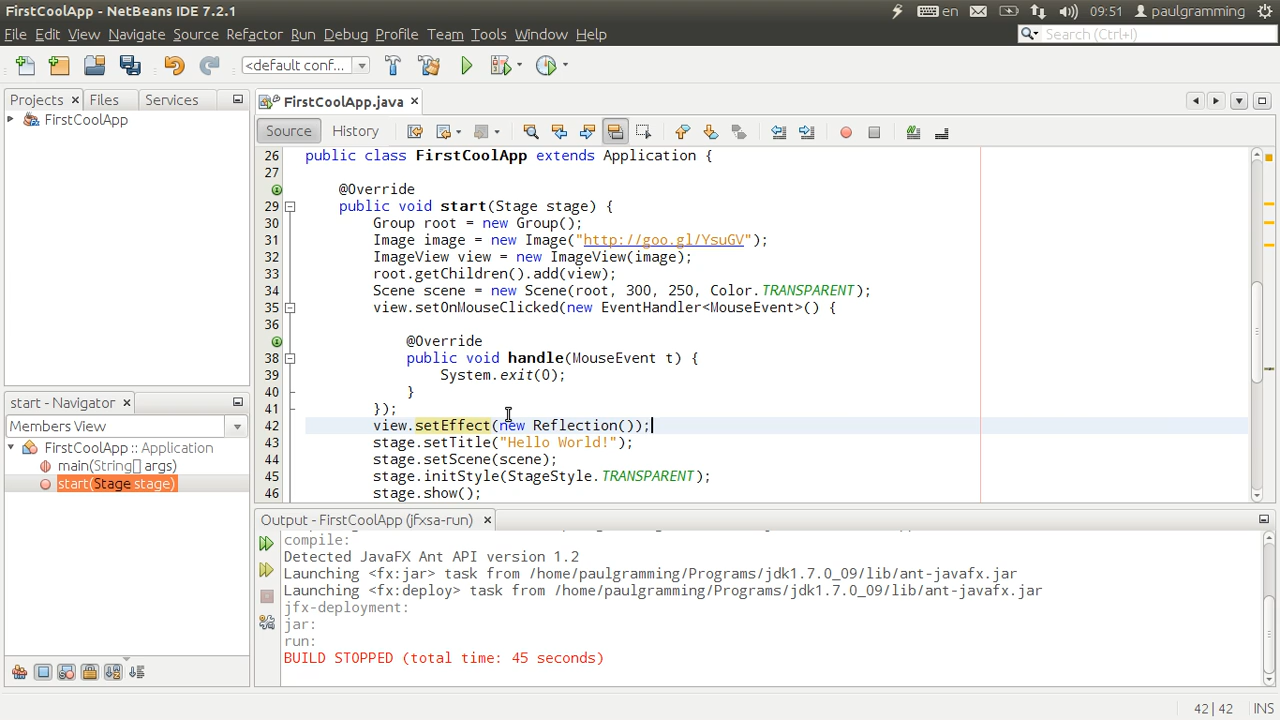 FirstCoolApp - NetBeans IDE 7.2.1
en
09:51
paulgramming
File Edit View Navigate Source Refactor Run Debug Profile Team Tools Window Help
Search (Ctrl+I)
<default conf...
Projects
Files
Services
FirstCoolApp.java
FirstCoolApp
Source
History
26 public class FirstCoolApp extends Application {
27
28 @Override
29 public void start(Stage stage) {
30 Group root = new Group();
31 Image image = new Image("http://goo.gl/YsuGV");
32 ImageView view = new ImageView(image);
33 root.getChildren().add(view);
34 Scene scene = new Scene(root, 300, 250, Color.TRANSPARENT);
35 view.setOnMouseClicked(new EventHandler<MouseEvent>() {
36
@Override
38 public void handle(MouseEvent t) {
39 System.exit(0);
40 }
41 });
42 view.setEffect(new Reflection());
43 stage.setTitle("Hello World!");
44 stage.setScene(scene);
45 stage.initStyle(StageStyle.TRANSPARENT);
46 stage.show();
start - Navigator
Members View
FirstCoolApp :: Application
main(String[] args)
start(Stage stage)
Output - FirstCoolApp (jfxsa-run)
compile:
Detected JavaFX Ant API version 1.2
Launching <fx:jar> task from /home/paulgramming/Programs/jdk1.7.0_09/lib/ant-javafx.jar
Launching <fx:deploy> task from /home/paulgramming/Programs/jdk1.7.0_09/lib/ant-javafx.jar
jfx-deployment:
jar:
run:
BUILD STOPPED (total time: 45 seconds)
42|42
INS